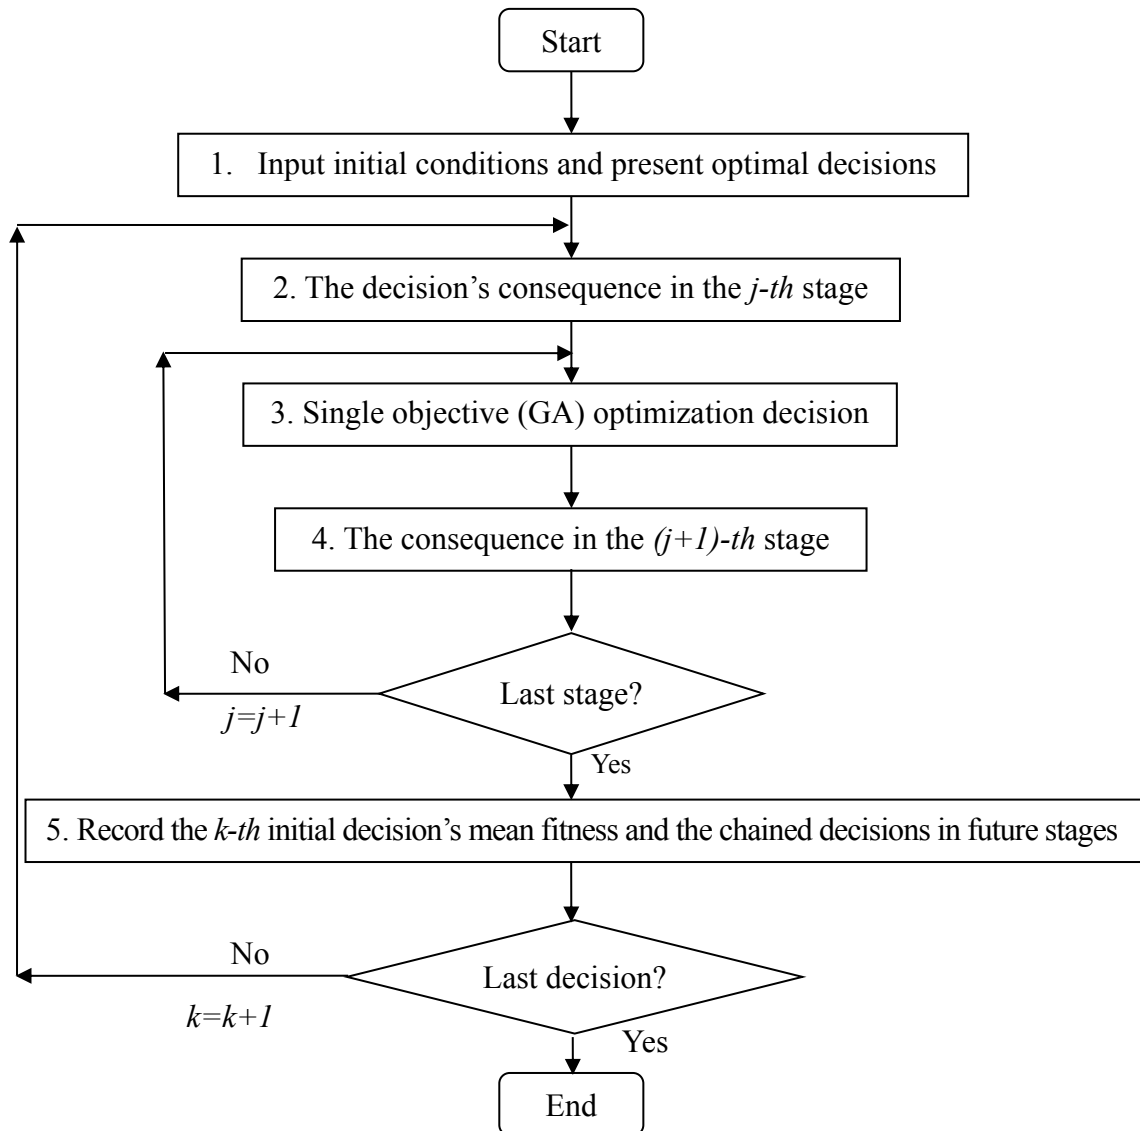 Start
1. Input initial conditions and present optimal decisions
2. The decision’s consequence in the j-th stage
3. Single objective (GA) optimization decision
4. The consequence in the (j+1)-th stage
No
Last stage?
j=j+1
Yes
5. Record the k-th initial decision’s mean fitness and the chained decisions in future stages
No
Last decision?
k=k+1
Yes
End